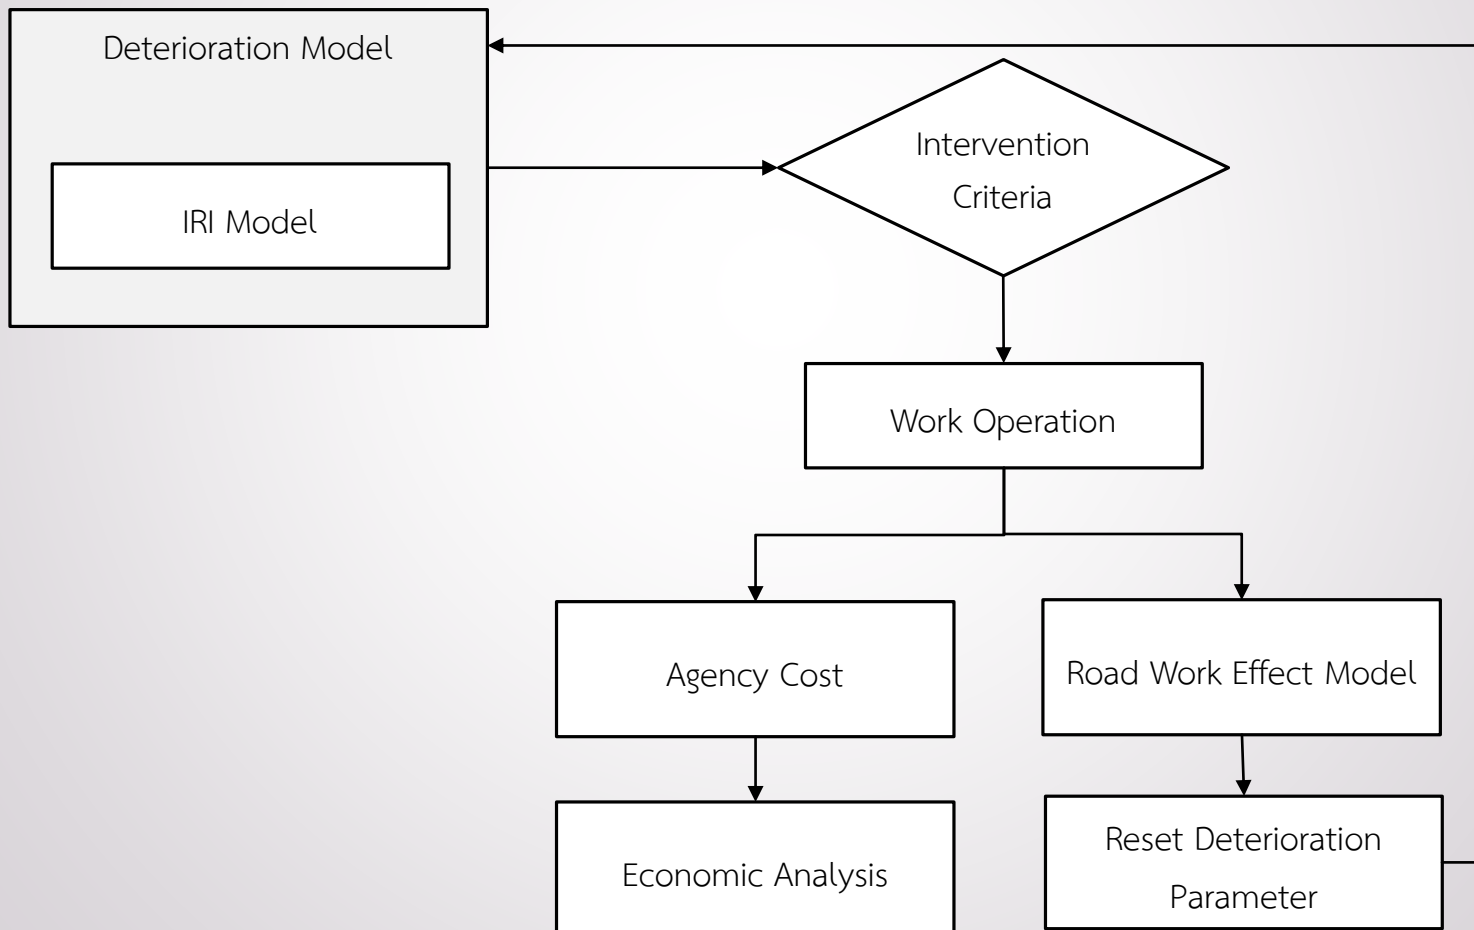 Deterioration Model
IRI Model
Intervention
Criteria
Work Operation
Agency Cost
Road Work Effect Model
Economic Analysis
Reset Deterioration
Parameter